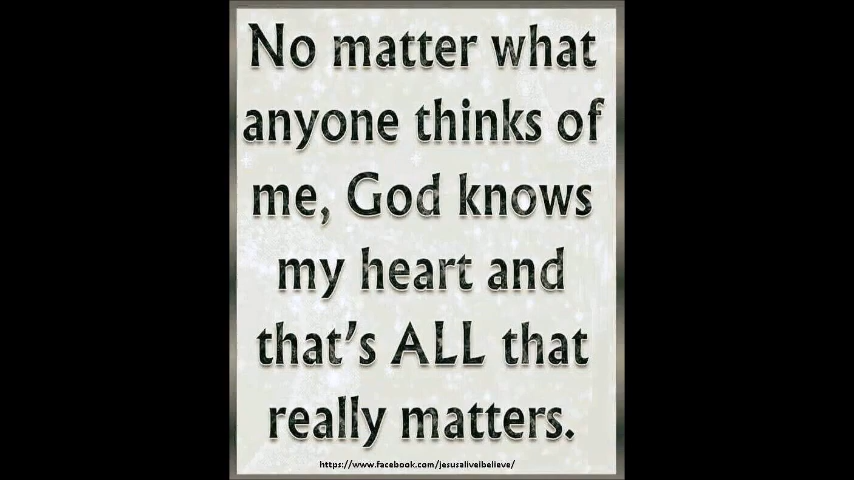 No matter what
anyone thinks of
me, God knows
my heart and
that's ALL that
really matters.
https://www.facebook.com/jesusaliveibelieve/